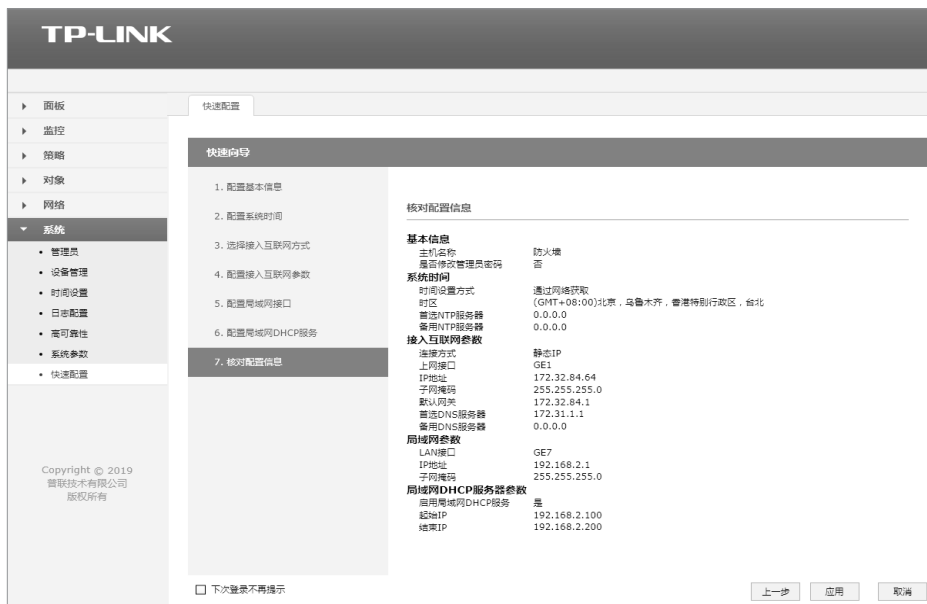 TP-LINK
快速配置
面板
监控
策略
对象
网络
系统
管理员
设备管理
时间设置
日志配置
高可靠性
系统参数
快速配置
Copyright © 2019
普联技术有限公司
版权所有
快速向导
1. 配置基本信息
2. 配置系统时间
3. 选择接入互联网方式
4. 配置接入互联网参数
5. 配置局域网接口
6. 配置局域网DHCP服务
7. 核对配置信息
核对配置信息
基本信息
主机名称 防火墙
是否修改管理员密码 否
系统时间
时间设置方式 通过网络获取
时区 (GMT+08:00)北京，乌鲁木齐，香港特别行政区，台北
首选NTP服务器 0.0.0.0
备用NTP服务器 0.0.0.0
接入互联网参数
连接方式 静态IP
上网接口 GE1
IP地址 172.32.84.64
子网掩码 255.255.255.0
默认网关 172.32.84.1
首选DNS服务器 172.31.1.1
备用DNS服务器 0.0.0.0
局域网参数
LAN接口 GE7
IP地址 192.168.2.1
子网掩码 255.255.255.0
局域网DHCP服务器参数
启用局域网DHCP服务 是
起始IP 192.168.2.100
结束IP 192.168.2.200
下次登录不再提示
上一步 应用 取消